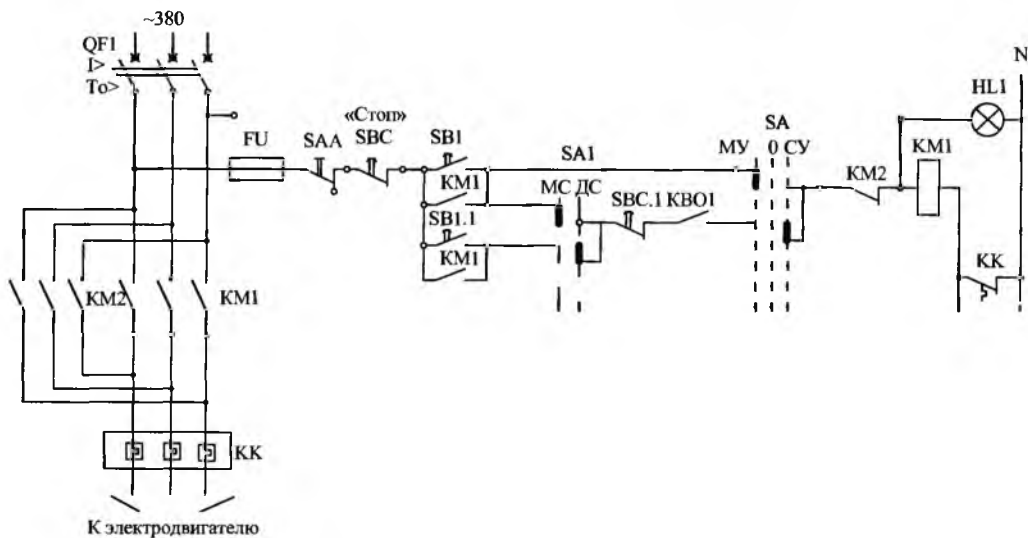 ~380
QF1
I>
To>
N
HL1
FU
SAA
«Стоп»
SBC
SB1
KM1
SB1.1
KM1
SA1
МС ДС
SBC.1 KBO1
SA
МУ 0 СУ
KM2
KM1
KK
KM2
KM1
KK
К электродвигателю